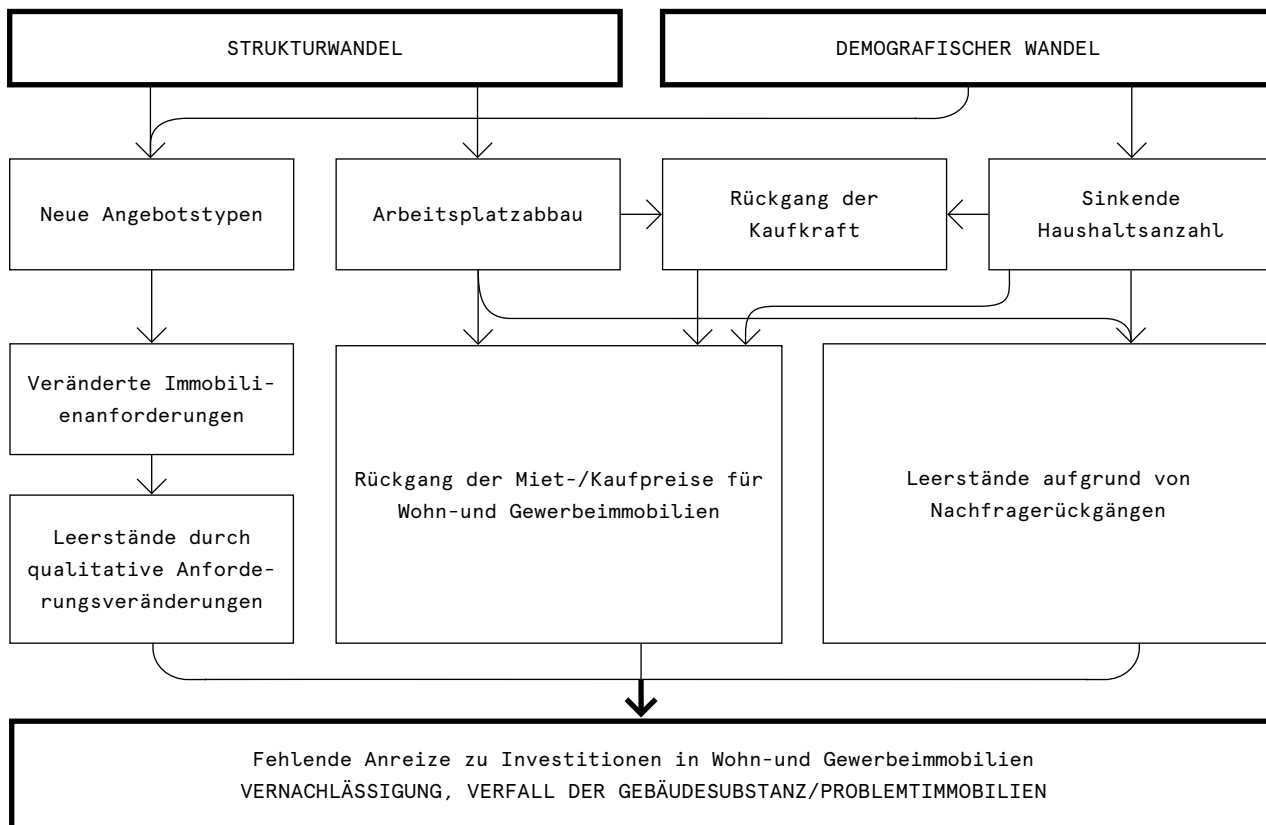 STRUKTURWANDEL
DEMOGRAFISCHER WANDEL
Neue Angebotstypen
Arbeitsplatzabbau
Rückgang der
Kaufkraft
Sinkende
Haushaltsanzahl
Veränderte Immobili-
enanforderungen
Leerstände durch
qualitative Anforde-
rungsveränderungen
Rückgang der Miet-/Kaufpreise für
Wohn-und Gewerbeimmobilien
Leerstände aufgrund von
Nachfragerückgängen
Fehlende Anreize zu Investitionen in Wohn-und Gewerbeimmobilien
VERNACHLÄSSIGUNG, VERFALL DER GEBÄUDESUBSTANZ/PROBLEMTIMMOBILIEN